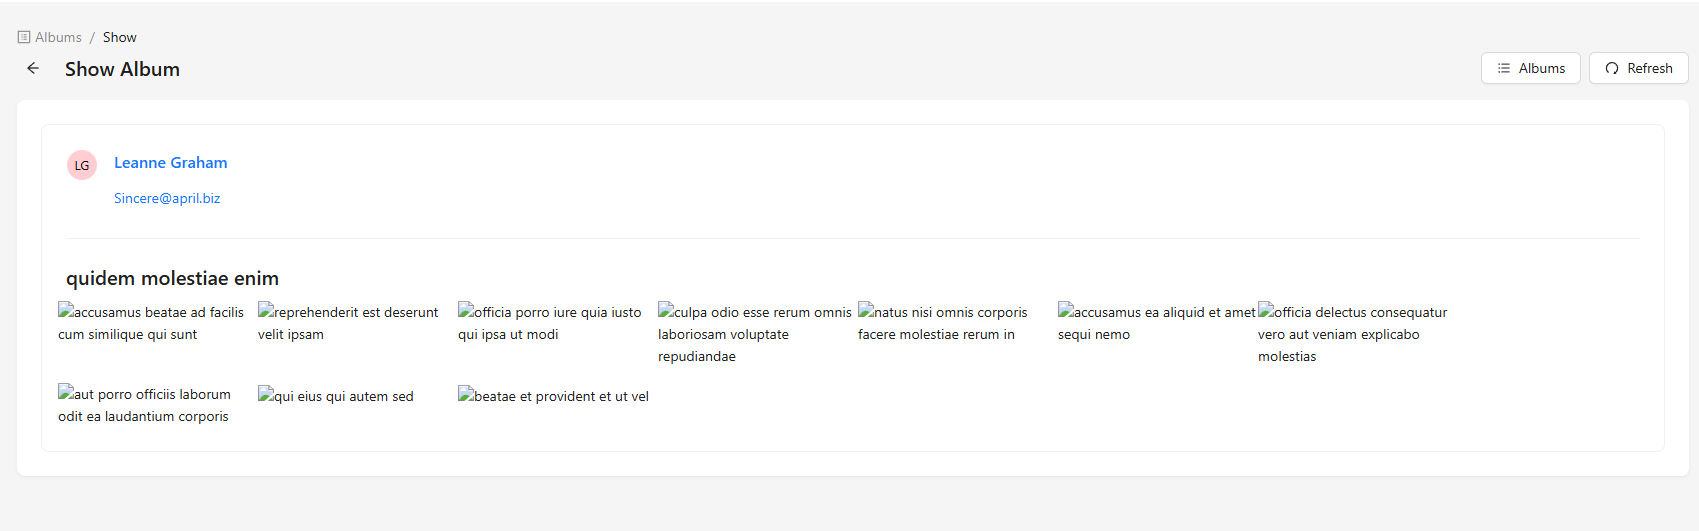 Albums / Show
Show Album
Albums
Refresh
LG
Leanne Graham
Sincere@april.biz
quidem molestiae enim
accusamus beatae ad facilis
cum similique qui sunt
reprehenderit est deserunt
velit ipsam
officia porro iure quia iusto
qui ipsa ut modi
culpa odio esse rerum omnis
laboriosam voluptate
repudiandae
natus nisi omnis corporis
facere molestiae rerum in
accusamus ea aliquid et amet
sequi nemo
officia delectus consequatur
vero aut veniam explicabo
molestias
aut porro officiis laborum
odit ea laudantium corporis
qui eius qui autem sed
beatae et provident et ut vel